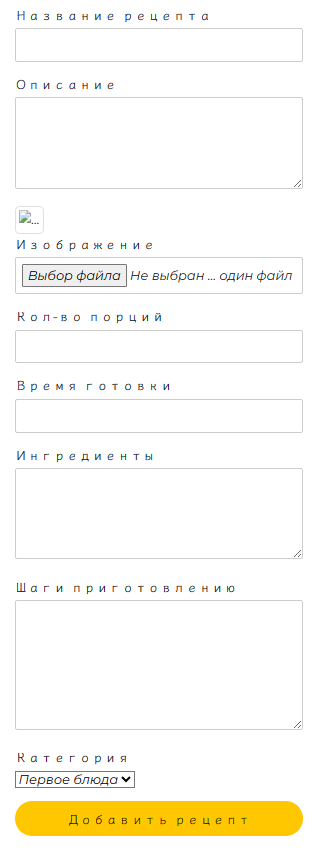 Название рецепта
Описание
...
Изображение
Выбор файла Не выбран ... один файл
Кол-во порций
Время готовки
Ингредиенты
Шаги приготовлению
Категория
Первое блюда
Добавить рецепт